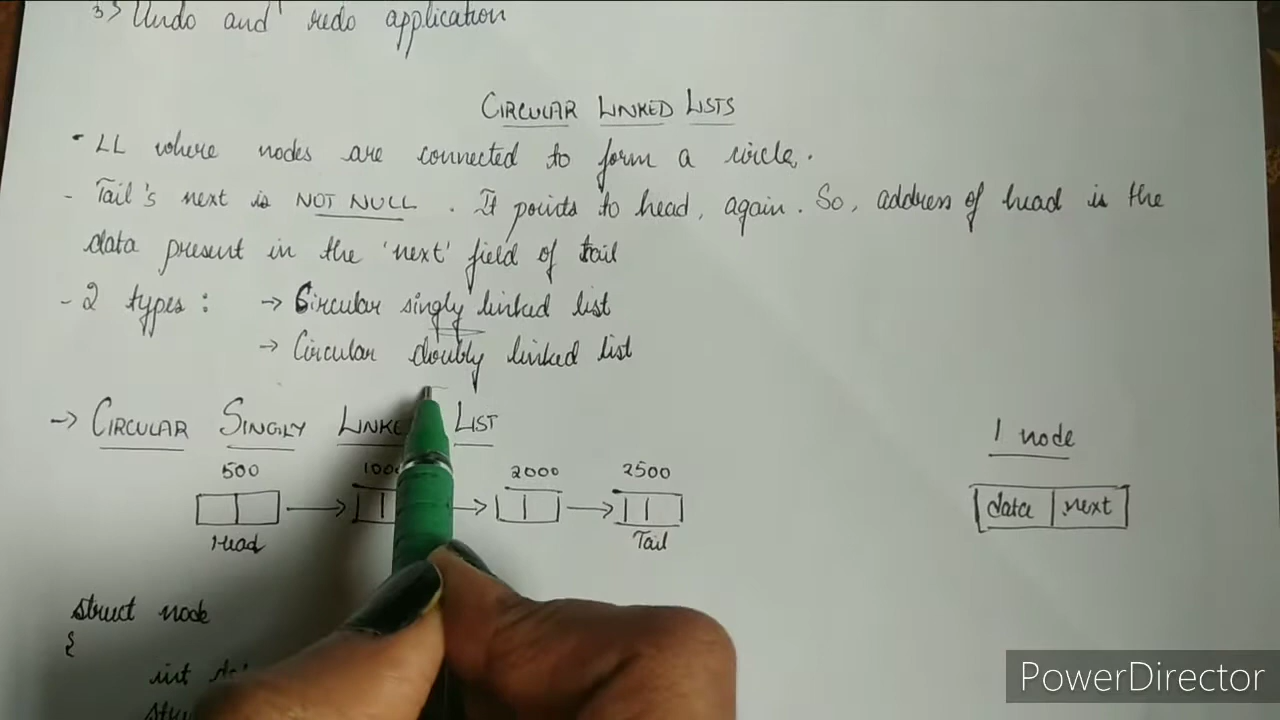 3> Undo and redo application
CIRCULAR LINKED LISTS
- LL where nodes are connected to form a circle.
- Tail's next is NOT NULL. It points to head, again. So, address of head is the
data present in the 'next' field of tail
- 2 types: -> Circular singly linked list
-> Circular doubly linked list
-> CIRCULAR SINGLY LINKE LIST
1 node
500 1000 2000 2500
data next
Head Tail
struct node
{
int
PowerDirector